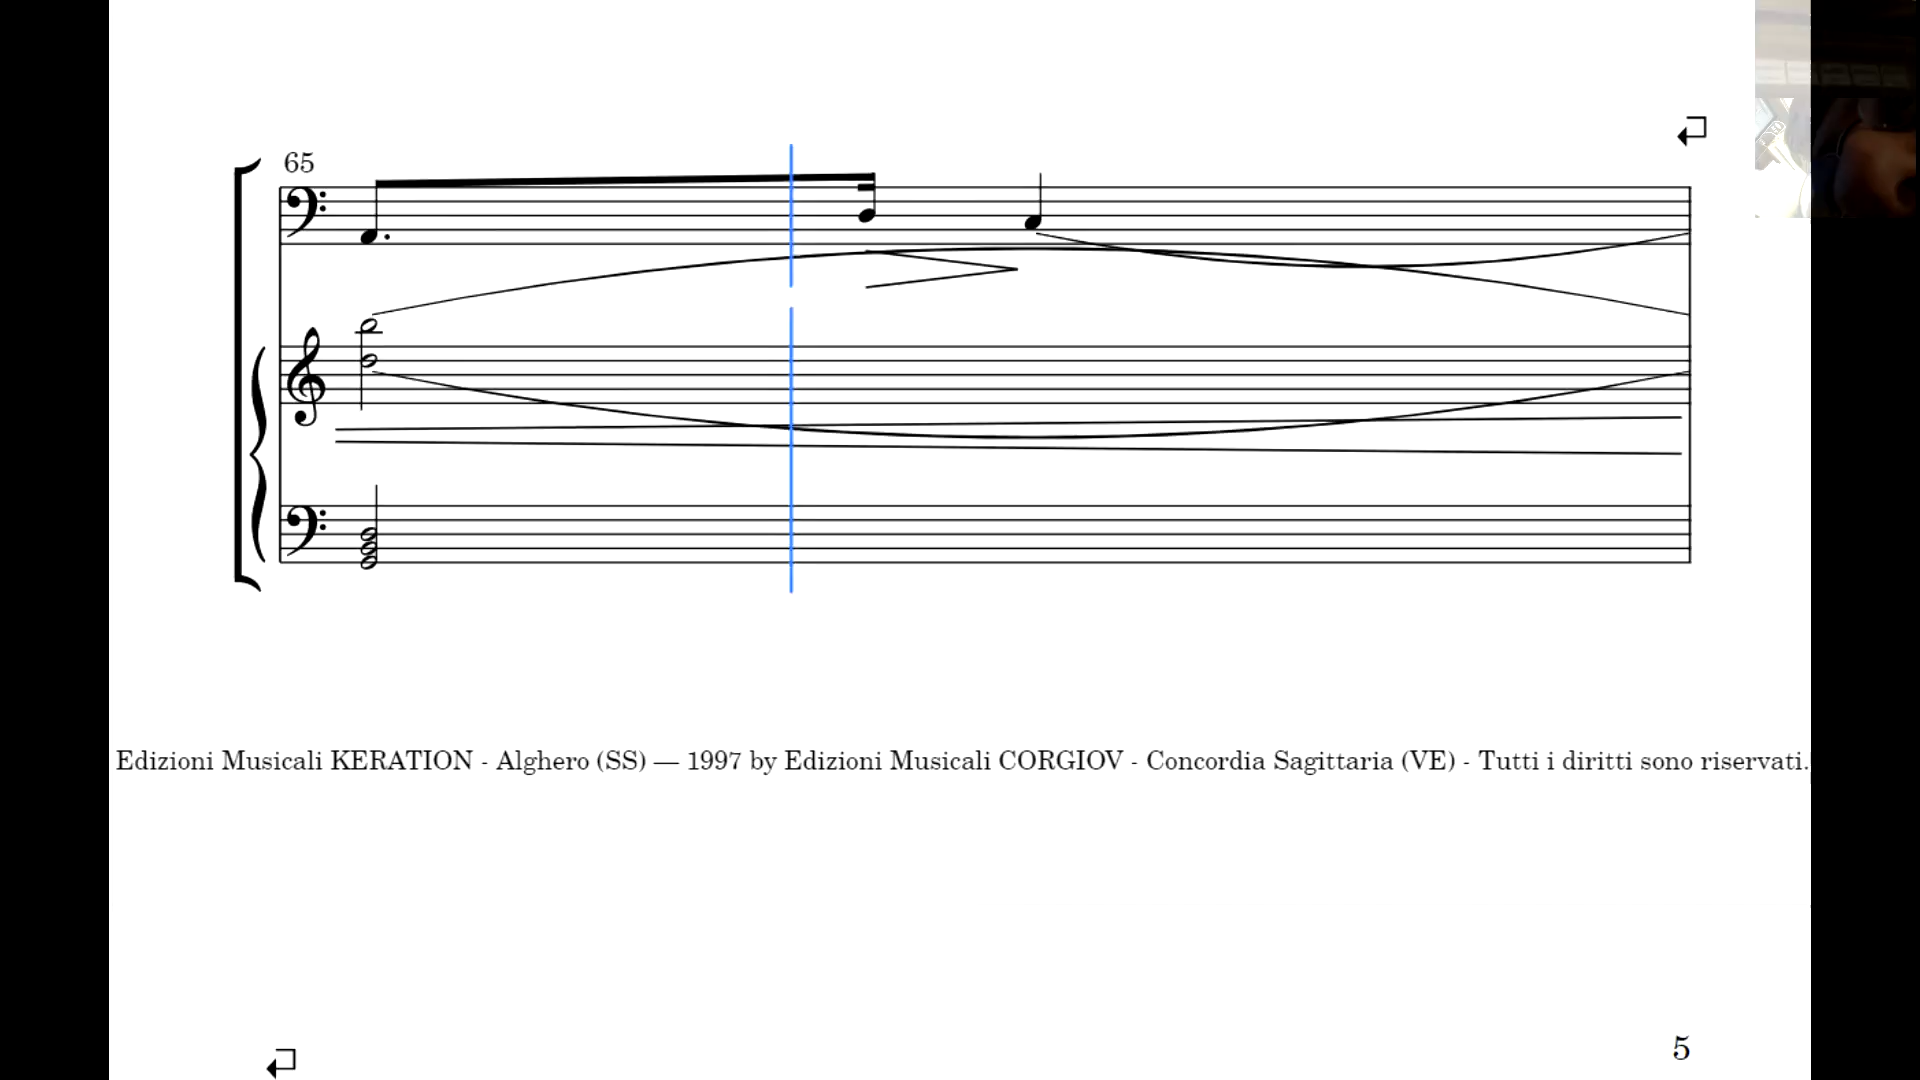 65
Edizioni Musicali KERATION - Alghero (SS) — 1997 by Edizioni Musicali CORGIOV - Concordia Sagittaria (VE) - Tutti i diritti sono riservati.
5